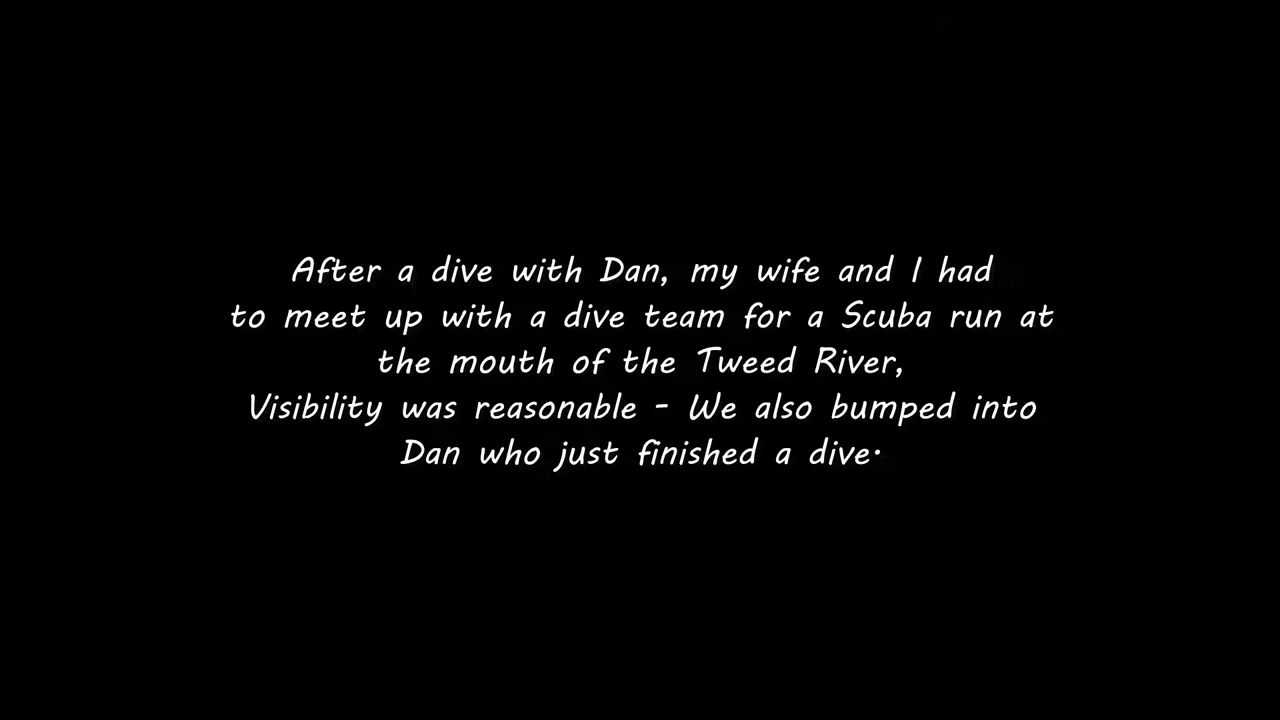 After a dive with Dan, my wife and I had
to meet up with a dive team for a Scuba run at
the mouth of the Tweed River,
Visibility was reasonable - We also bumped into
Dan who just finished a dive.